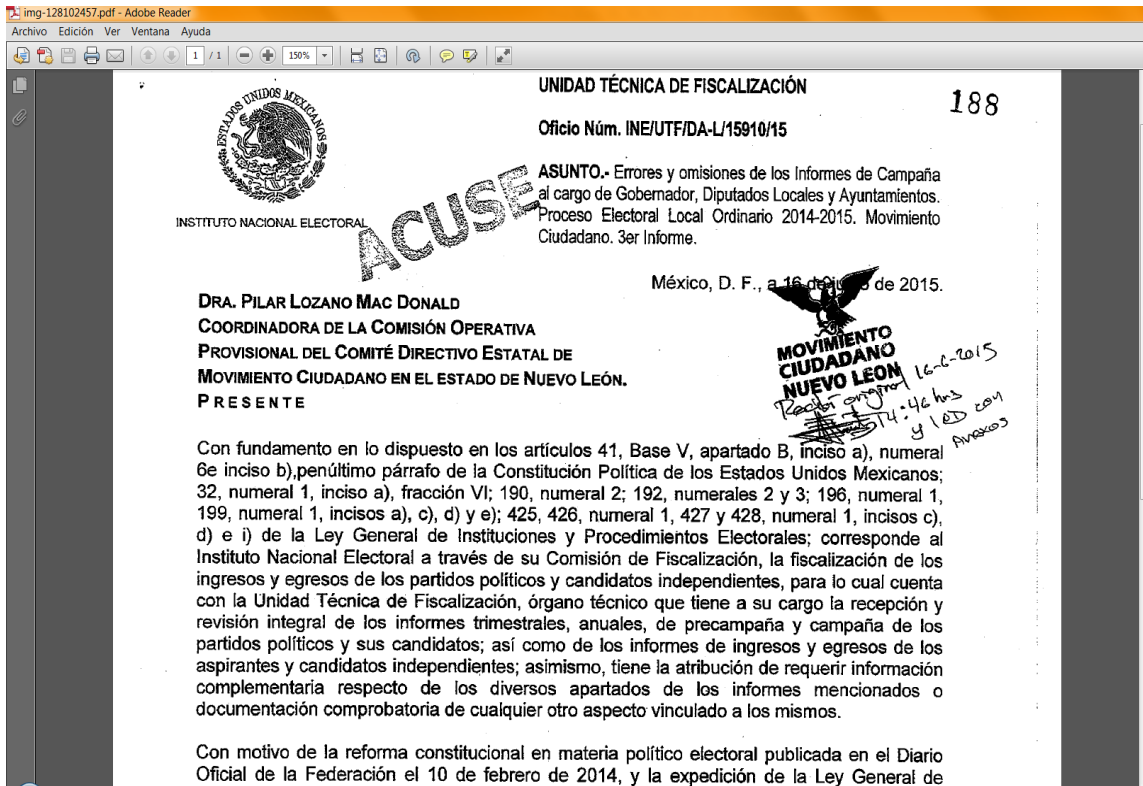 img-128102457.pdf - Adobe Reader
Archivo Edición Ver Ventana Ayuda
1 / 1 150%
ESTADOS UNIDOS MEXICANOS
INSTITUTO NACIONAL ELECTORAL
UNIDAD TÉCNICA DE FISCALIZACIÓN
188
Oficio Núm. INE/UTF/DA-L/15910/15
ACUSE
ASUNTO.- Errores y omisiones de los Informes de Campaña
al cargo de Gobernador, Diputados Locales y Ayuntamientos.
Proceso Electoral Local Ordinario 2014-2015. Movimiento
Ciudadano. 3er Informe.
México, D. F., a 16 de de 2015.
DRA. PILAR LOZANO MAC DONALD
COORDINADORA DE LA COMISIÓN OPERATIVA
PROVISIONAL DEL COMITÉ DIRECTIVO ESTATAL DE
MOVIMIENTO CIUDADANO EN EL ESTADO DE NUEVO LEÓN.
PRESENTE
MOVIMIENTO
CIUDADANO
NUEVO LEON
Recibí original 16-6-2015
14:46 hrs
y 1 CD con
Anexos
Con fundamento en lo dispuesto en los artículos 41, Base V, apartado B, inciso a), numeral
6e inciso b),penúltimo párrafo de la Constitución Política de los Estados Unidos Mexicanos;
32, numeral 1, inciso a), fracción VI; 190, numeral 2; 192, numerales 2 y 3; 196, numeral 1,
199, numeral 1, incisos a), c), d) y e); 425, 426, numeral 1, 427 y 428, numeral 1, incisos c),
d) e i) de la Ley General de Instituciones y Procedimientos Electorales; corresponde al
Instituto Nacional Electoral a través de su Comisión de Fiscalización, la fiscalización de los
ingresos y egresos de los partidos políticos y candidatos independientes, para lo cual cuenta
con la Unidad Técnica de Fiscalización, órgano técnico que tiene a su cargo la recepción y
revisión integral de los informes trimestrales, anuales, de precampaña y campaña de los
partidos políticos y sus candidatos; así como de los informes de ingresos y egresos de los
aspirantes y candidatos independientes; asimismo, tiene la atribución de requerir información
complementaria respecto de los diversos apartados de los informes mencionados o
documentación comprobatoria de cualquier otro aspecto vinculado a los mismos.
Con motivo de la reforma constitucional en materia político electoral publicada en el Diario
Oficial de la Federación el 10 de febrero de 2014, y la expedición de la Ley General de